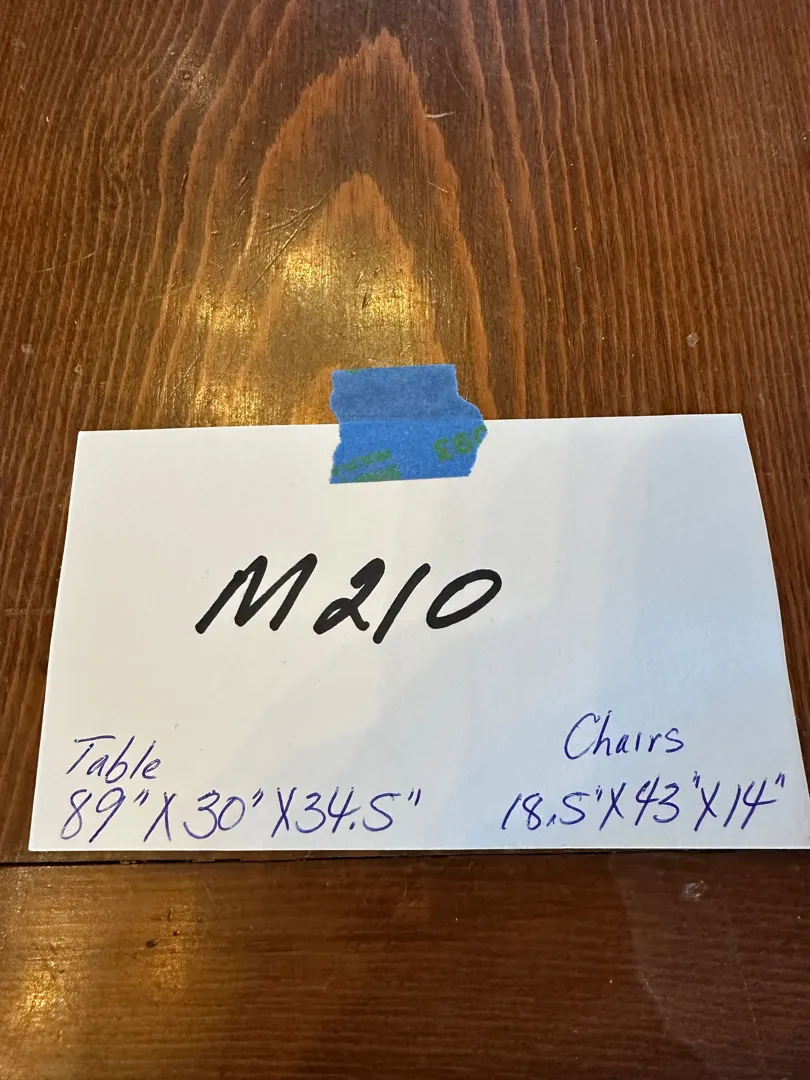 M210
Table
89" X 30" X 34.5"
Chairs
18.5" X 43" X 14"